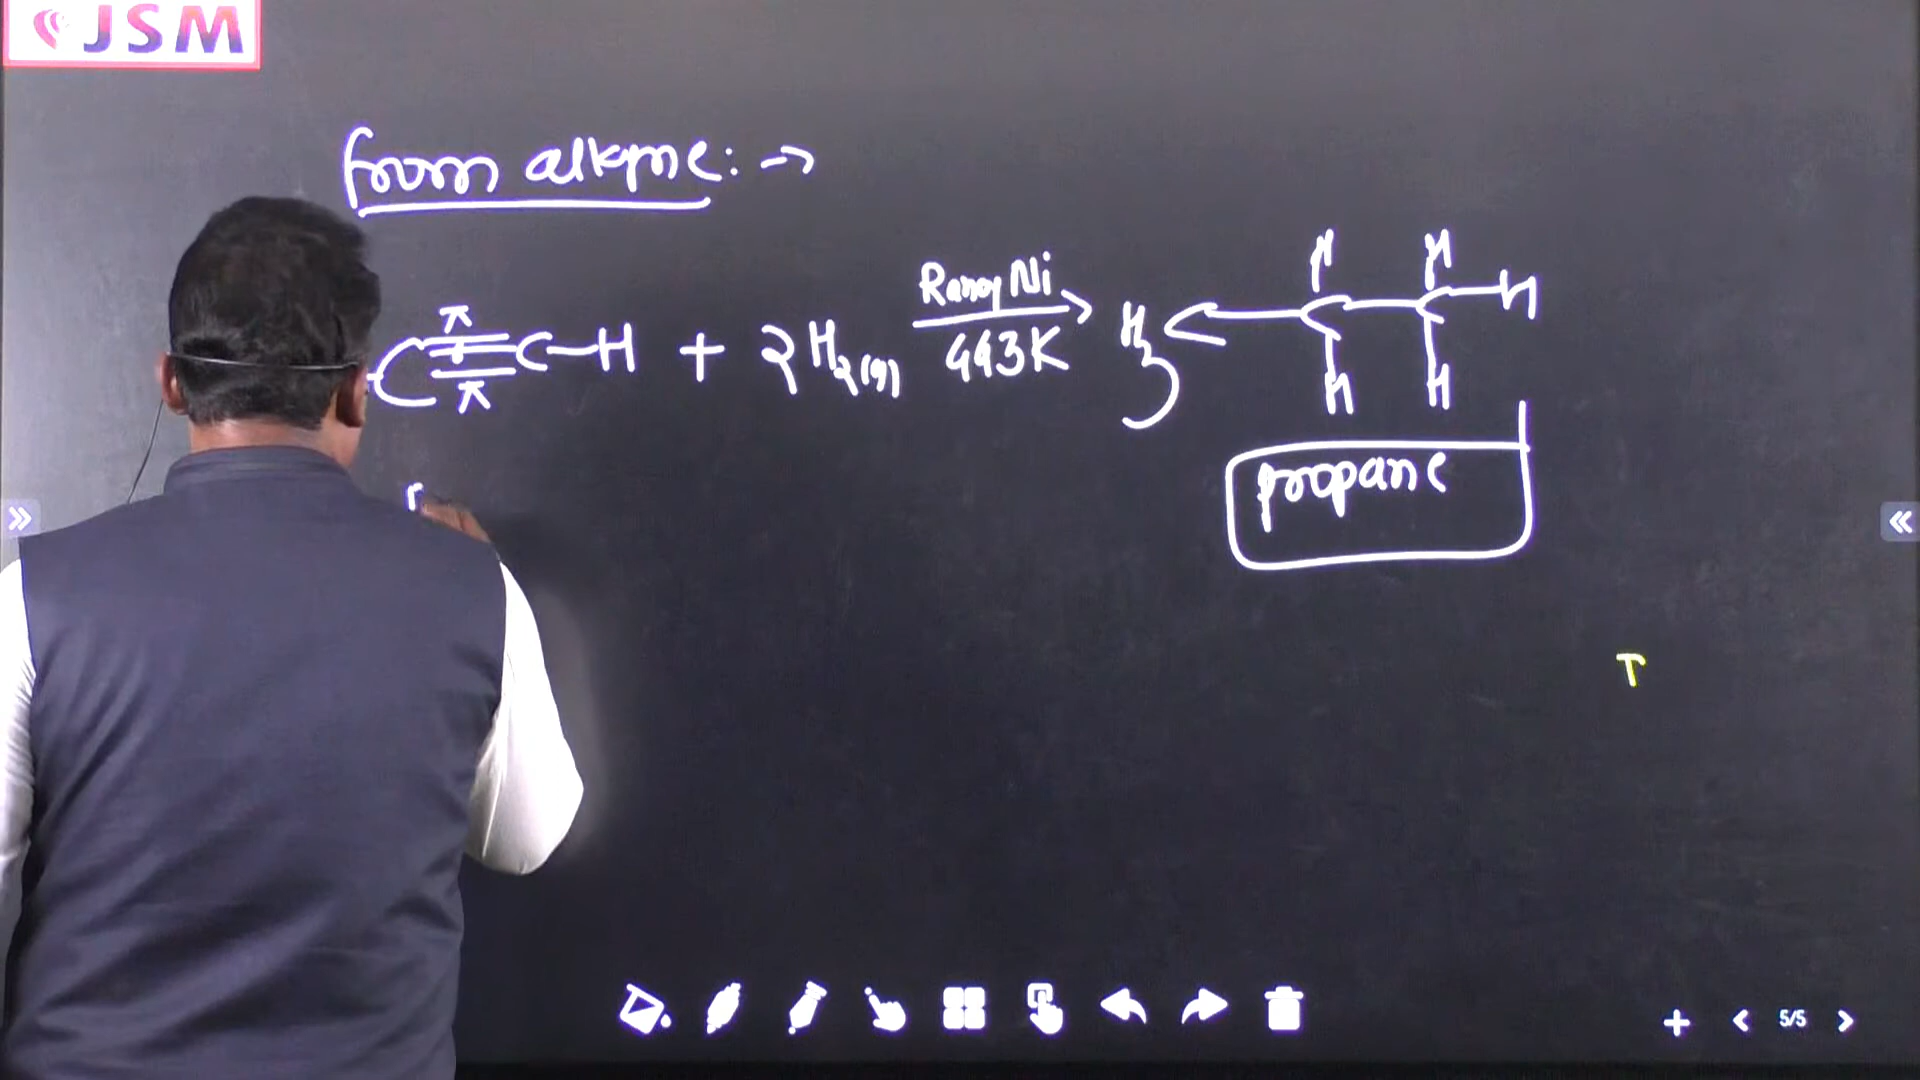 JSM
from alkyne: →
π
C≡C-H + 2H2(g) Raney Ni 443K → H3C-C-C-H
π
H H
H H
propane
5/5